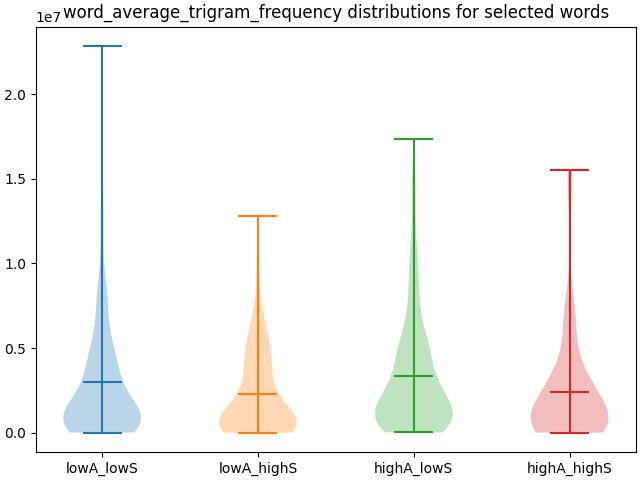 word_average_trigram_frequency distributions for selected words
1e7
2.0
1.5
1.0
0.5
0.0
lowA_lowS lowA_highS highA_lowS highA_highS